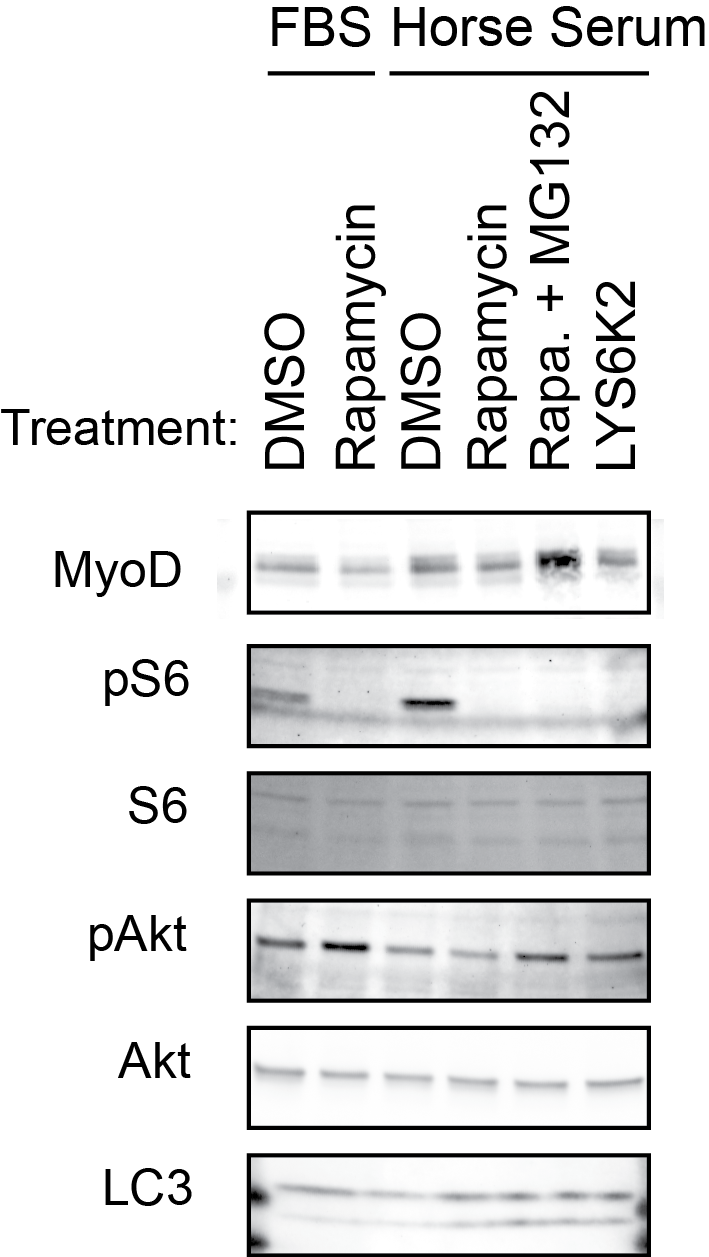 FBS Horse Serum
Treatment: DMSO Rapamycin DMSO Rapamycin Rapa. + MG132 LYS6K2
MyoD
pS6
S6
pAkt
Akt
LC3